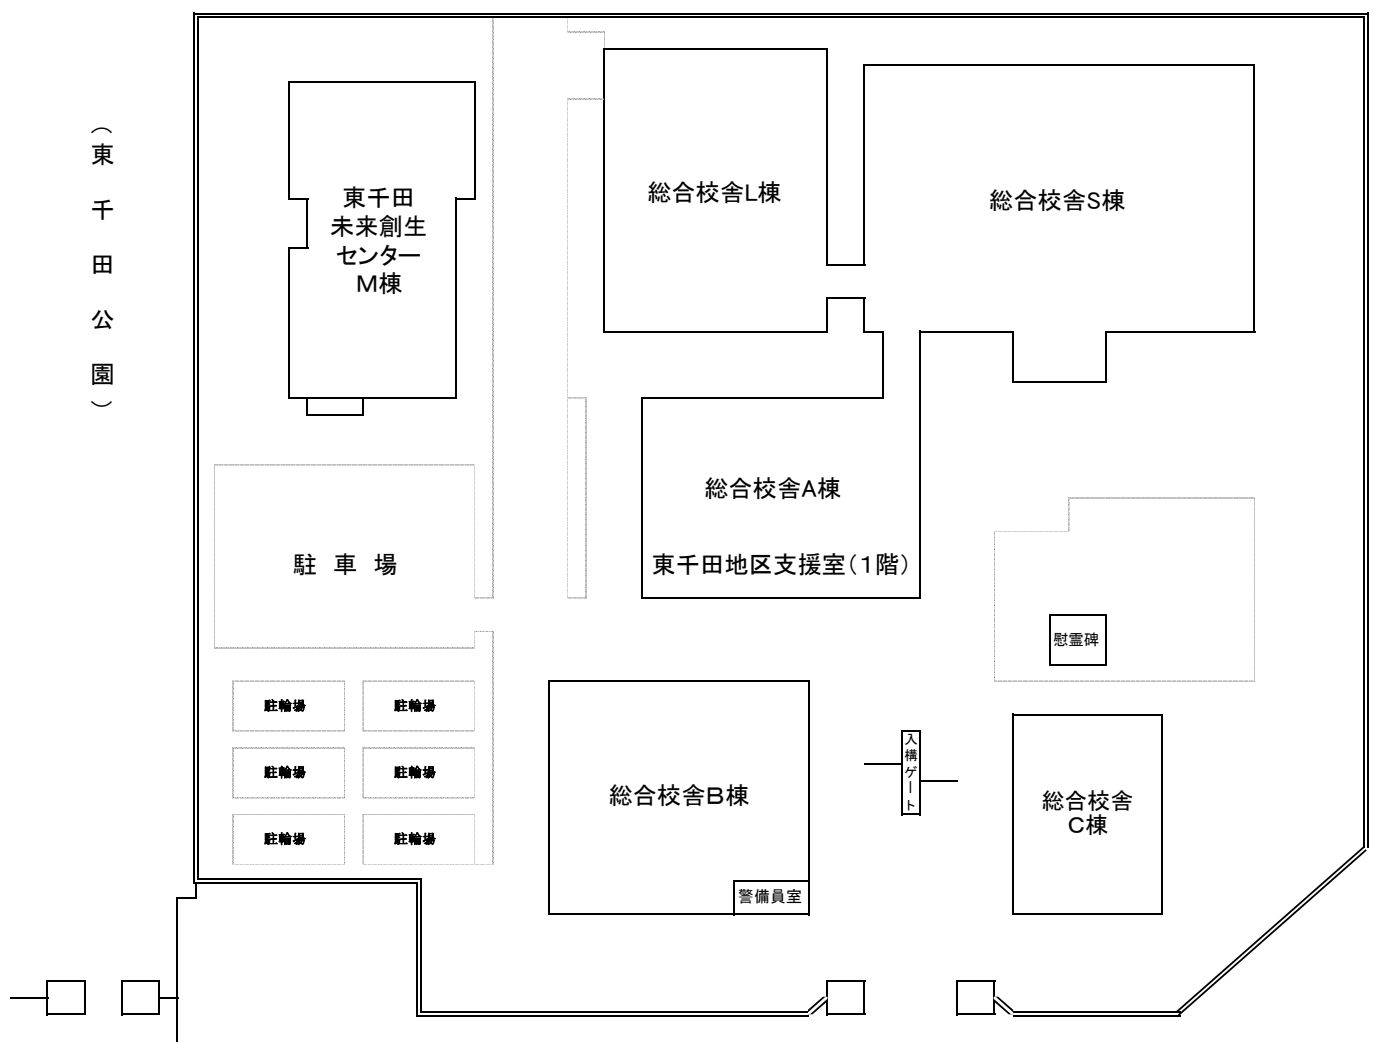 （東千田公園）
東千田
未来創生
センター
Ｍ棟
総合校舎L棟
総合校舎S棟
総合校舎A棟
東千田地区支援室（１階）
駐 車 場
慰霊碑
駐輪場
駐輪場
駐輪場
駐輪場
駐輪場
駐輪場
総合校舎Ｂ棟
警備員室
入構ゲート
総合校舎
Ｃ棟